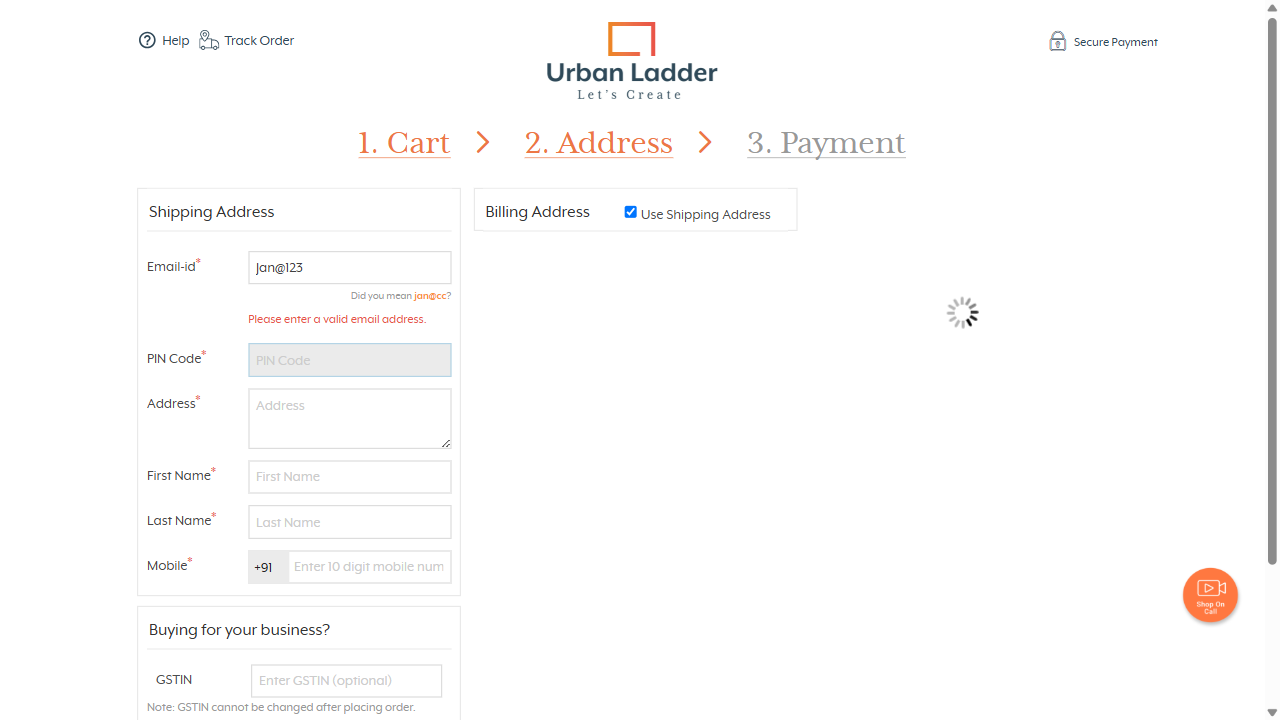 Help
Track Order
Urban Ladder
Let's Create
Secure Payment
1. Cart
2. Address
3. Payment
Shipping Address
Email-id*
Jan@123
Did you mean jan@cc?
Please enter a valid email address.
PIN Code*
PIN Code
Address*
Address
First Name*
First Name
Last Name*
Last Name
Mobile*
+91
Enter 10 digit mobile num
Billing Address
Use Shipping Address
Shop On
Call
Buying for your business?
GSTIN
Enter GSTIN (optional)
Note: GSTIN cannot be changed after placing order.